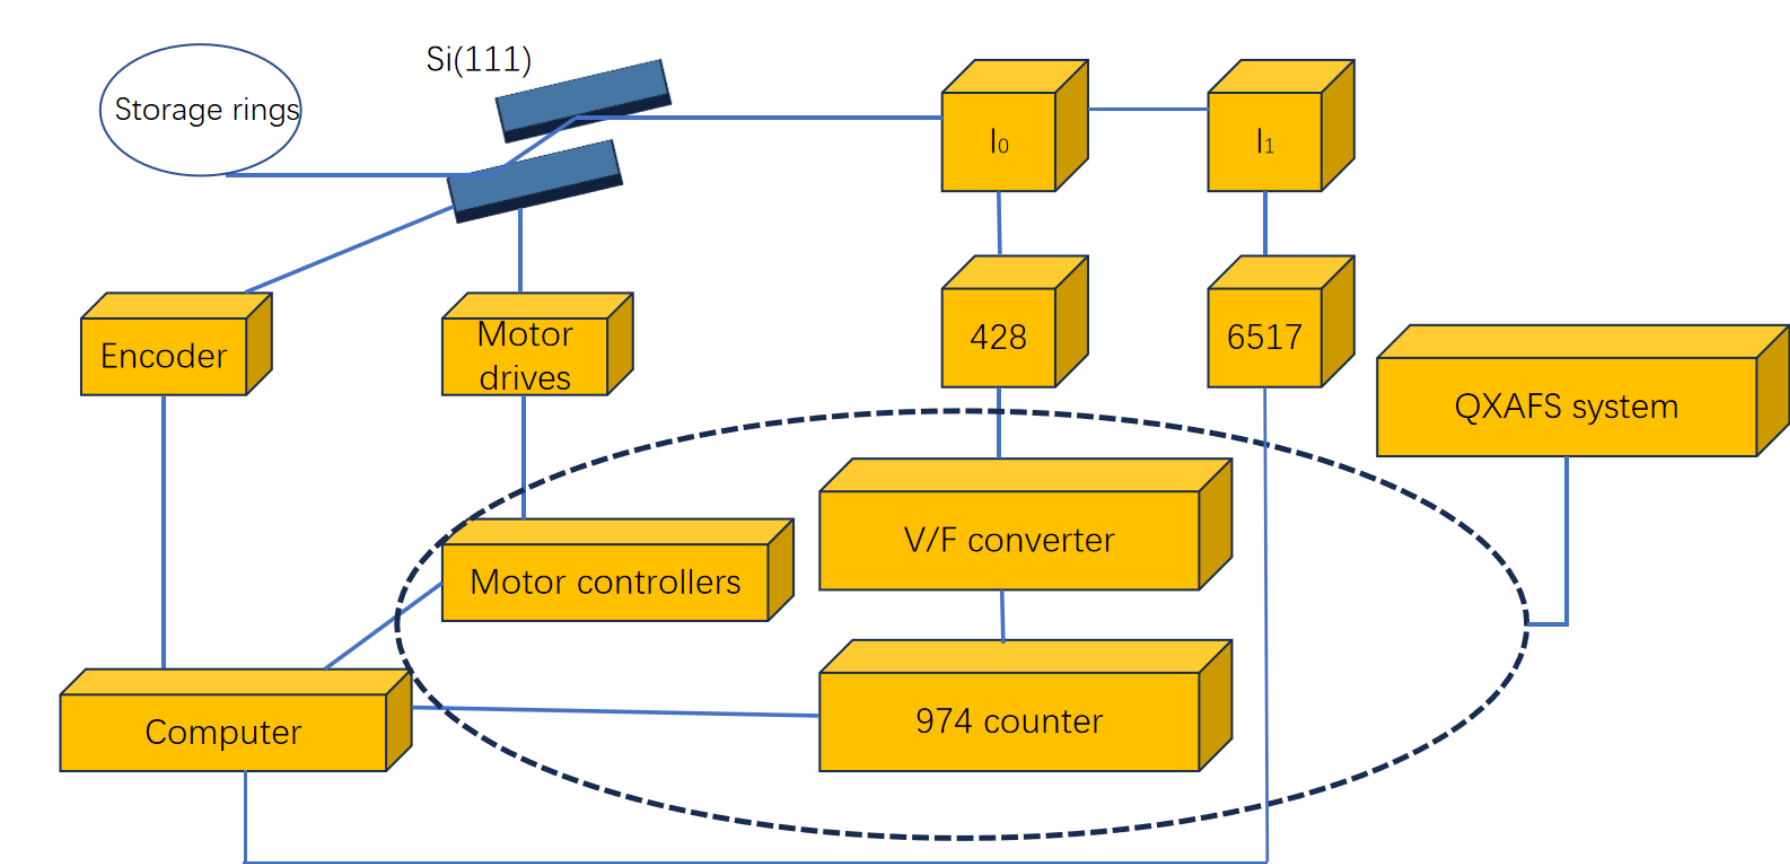 Si(111)
Storage rings
I₀
I₁
Encoder
Motor
drives
428
6517
QXAFS system
V/F converter
Motor controllers
974 counter
Computer